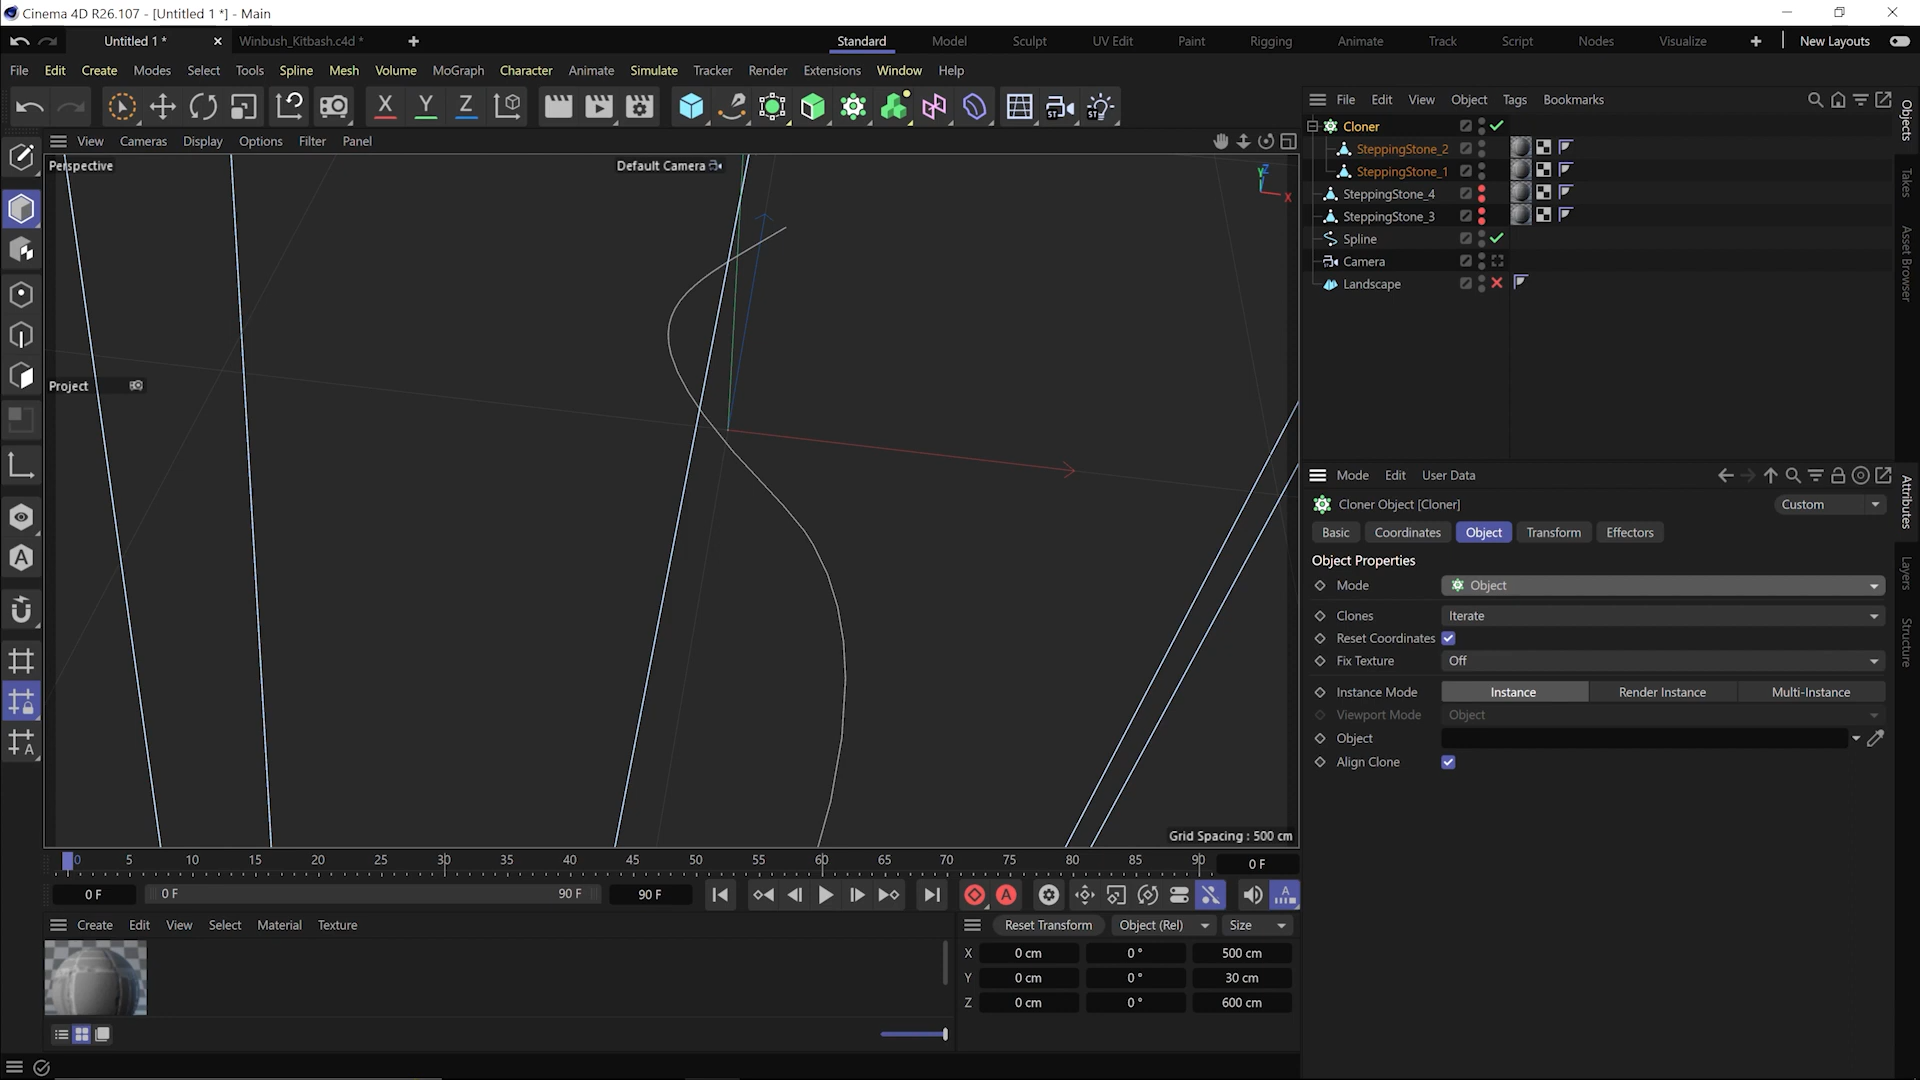 Cinema 4D R26.107 - [Untitled 1 *] - Main
Untitled 1 * Winbush_Kitbash.c4d *
Standard Model Sculpt UV Edit Paint Rigging Animate Track Script Nodes Visualize New Layouts
File Edit Create Modes Select Tools Spline Mesh Volume MoGraph Character Animate Simulate Tracker Render Extensions Window Help
X Y Z
View Cameras Display Options Filter Panel
Perspective
Default Camera
Y Z
X
Project
Grid Spacing : 500 cm
0 5 10 15 20 25 30 35 40 45 50 55 60 65 70 75 80 85 90 0 F
0 F 0 F 90 F 90 F
Create Edit View Select Material Texture
Reset Transform Object (Rel) Size
X 0 cm 0 ° 500 cm
Y 0 cm 0 ° 30 cm
Z 0 cm 0 ° 600 cm
File Edit View Object Tags Bookmarks
Cloner
SteppingStone_2
SteppingStone_1
SteppingStone_4
SteppingStone_3
Spline
Camera
Landscape
Objects
Takes
Asset Browser
Mode Edit User Data
Cloner Object [Cloner] Custom
Basic Coordinates Object Transform Effectors
Object Properties
Mode Object
Clones Iterate
Reset Coordinates
Fix Texture Off
Instance Mode Instance Render Instance Multi-Instance
Viewport Mode Object
Object
Align Clone
Attributes
Layers
Structure